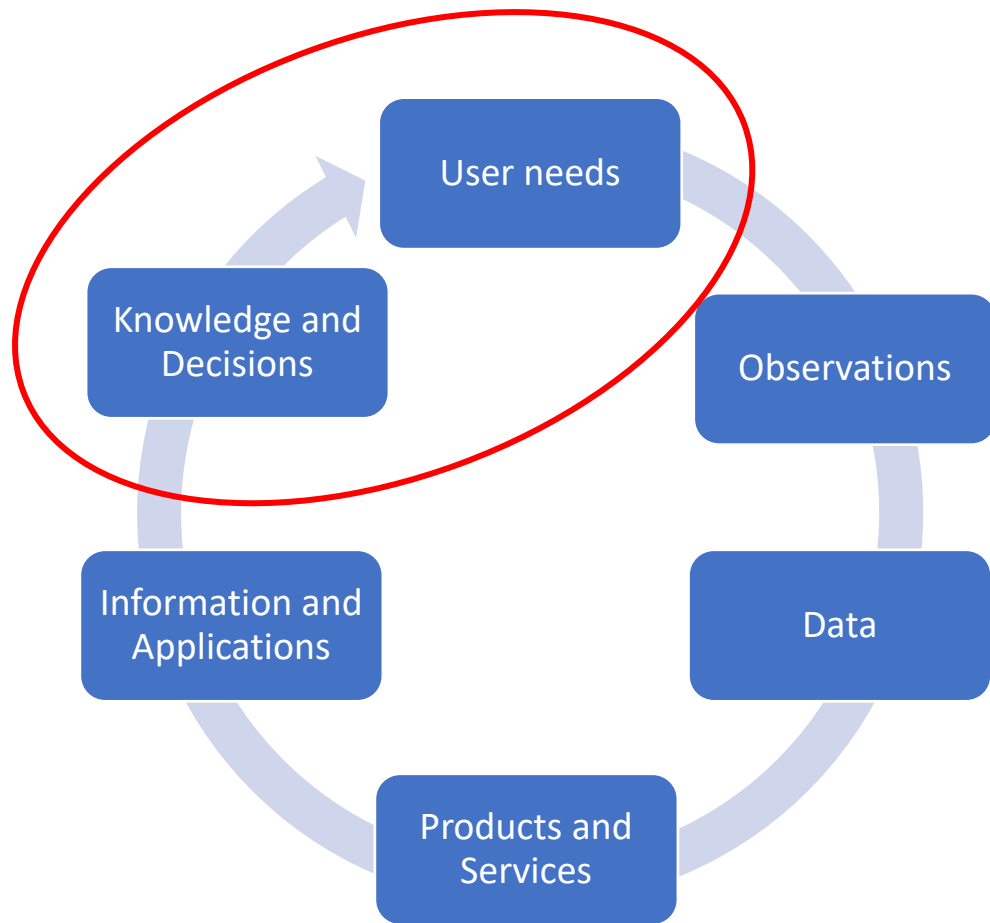 User needs
Observations
Data
Products and
Services
Information and
Applications
Knowledge and
Decisions